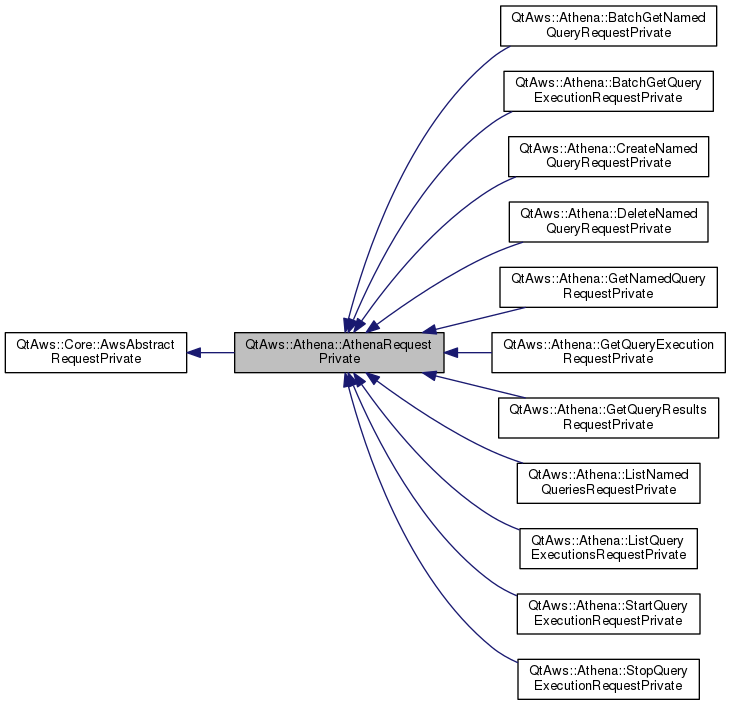 QtAws::Athena::BatchGetNamed
QueryRequestPrivate
QtAws::Athena::BatchGetQuery
ExecutionRequestPrivate
QtAws::Athena::CreateNamed
QueryRequestPrivate
QtAws::Athena::DeleteNamed
QueryRequestPrivate
QtAws::Athena::GetNamedQuery
RequestPrivate
QtAws::Core::AwsAbstract
RequestPrivate
QtAws::Athena::AthenaRequest
Private
QtAws::Athena::GetQueryExecution
RequestPrivate
QtAws::Athena::GetQueryResults
RequestPrivate
QtAws::Athena::ListNamed
QueriesRequestPrivate
QtAws::Athena::ListQuery
ExecutionsRequestPrivate
QtAws::Athena::StartQuery
ExecutionRequestPrivate
QtAws::Athena::StopQuery
ExecutionRequestPrivate